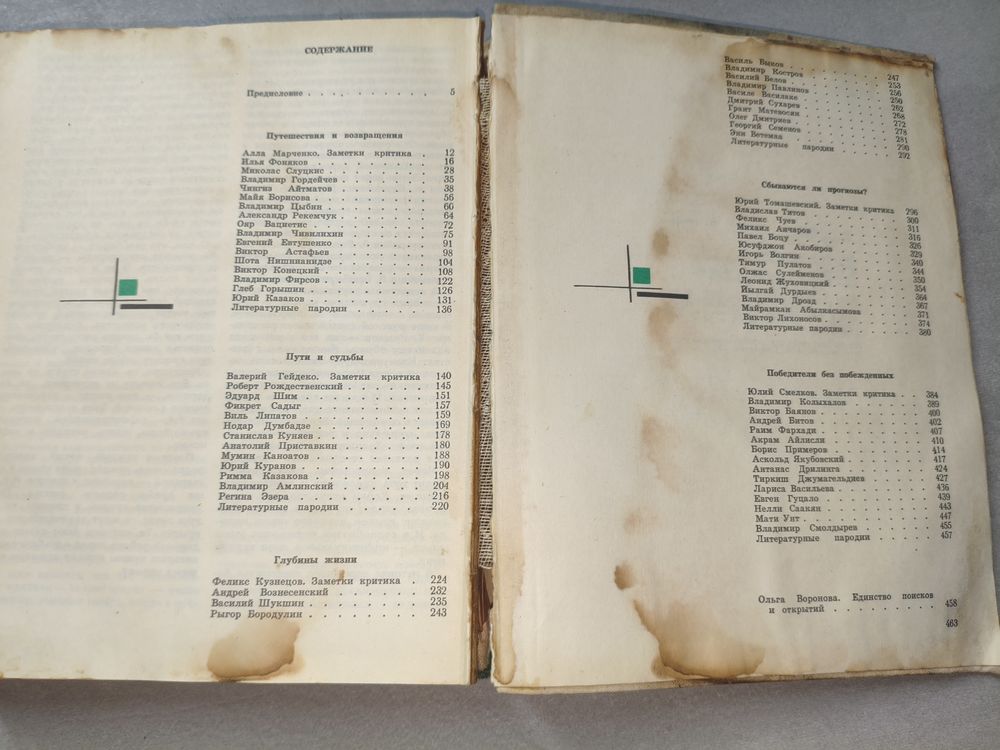 СОДЕРЖАНИЕ
Предисловие . . . . . . . . . . 5
Путешествия и возвращения
Алла Марченко. Заметки критика . 12
Илья Фоняков . . . . . . . . . 16
Миколас Слуцкис . . . . . . . . 28
Владимир Гордейчев . . . . . . . 35
Чингиз Айтматов . . . . . . . . 38
Майя Борисова . . . . . . . . . 56
Владимир Цыбин . . . . . . . . 60
Александр Рекемчук . . . . . . . 64
Ояр Вациетис . . . . . . . . . 72
Владимир Чивилихин . . . . . . . 75
Евгений Евтушенко . . . . . . . 91
Виктор Астафьев . . . . . . . . 98
Шота Нишнианидзе . . . . . . . 104
Виктор Конецкий . . . . . . . . 108
Владимир Фирсов . . . . . . . . 122
Глеб Горышин . . . . . . . . . 126
Юрий Казаков . . . . . . . . . 131
Литературные пародии . . . . . . 136
Пути и судьбы
Валерий Гейдеко. Заметки критика 140
Роберт Рождественский . . . . . . 145
Эдуард Шим . . . . . . . . . . 151
Фикрет Садыг . . . . . . . . . 157
Виль Липатов . . . . . . . . . 159
Нодар Думбадзе . . . . . . . . 169
Станислав Куняев . . . . . . . . 178
Анатолий Приставкин . . . . . . 180
Мумин Каноатов . . . . . . . . 188
Юрий Куранов . . . . . . . . . 190
Римма Казакова . . . . . . . . 198
Владимир Амлинский . . . . . . . 204
Регина Эзера . . . . . . . . . 216
Литературные пародии . . . . . . 220
Глубины жизни
Феликс Кузнецов. Заметки критика . 224
Андрей Вознесенский . . . . . . . 232
Василий Шукшин . . . . . . . . 235
Рыгор Бородулин . . . . . . . . 243
Василь Быков . . . . . . . . . 247
Владимир Костров . . . . . . . . 253
Василий Белов . . . . . . . . . 256
Владимир Павлинов . . . . . . . 259
Василе Василаке . . . . . . . . 262
Дмитрий Сухарев . . . . . . . . 268
Грант Матевосян . . . . . . . . 272
Олег Дмитриев . . . . . . . . . 278
Георгий Семенов . . . . . . . . 281
Энн Ветемаа . . . . . . . . . . 290
Литературные пародии . . . . . . 292
Сбываются ли прогнозы?
Юрий Томашевский. Заметки критика 296
Владислав Титов . . . . . . . . 300
Феликс Чуев . . . . . . . . . . 311
Михаил Анчаров . . . . . . . . 316
Павел Боцу . . . . . . . . . . 326
Юсуфджон Акобиров . . . . . . . 329
Игорь Волгин . . . . . . . . . 340
Тимур Пулатов . . . . . . . . . 344
Олжас Сулейменов . . . . . . . . 350
Леонид Жуховицкий . . . . . . . 354
Йылгай Дурдыев . . . . . . . . 364
Владимир Дрозд . . . . . . . . 367
Майрамкан Абылкасымова . . . . . 371
Виктор Лихоносов . . . . . . . . 374
Литературные пародии . . . . . . 380
Победители без побежденных
Юлий Смелков. Заметки критика . . 384
Владимир Колыхалов . . . . . . . 389
Виктор Баянов . . . . . . . . . 400
Андрей Битов . . . . . . . . . 402
Раим Фархади . . . . . . . . . 407
Акрам Айлисли . . . . . . . . . 410
Борис Примеров . . . . . . . . 414
Аскольд Якубовский . . . . . . . 417
Антанас Дрилинга . . . . . . . . 424
Тиркиш Джумагельдиев . . . . . . 427
Лариса Васильева . . . . . . . . 436
Евген Гуцало . . . . . . . . . 439
Нелли Саакян . . . . . . . . . 443
Мати Унт . . . . . . . . . . . 447
Владимир Смолдырев . . . . . . . 455
Литературные пародии . . . . . . 457
Ольга Воронова. Единство поисков
и открытий . . . . . . . . . . 458
463